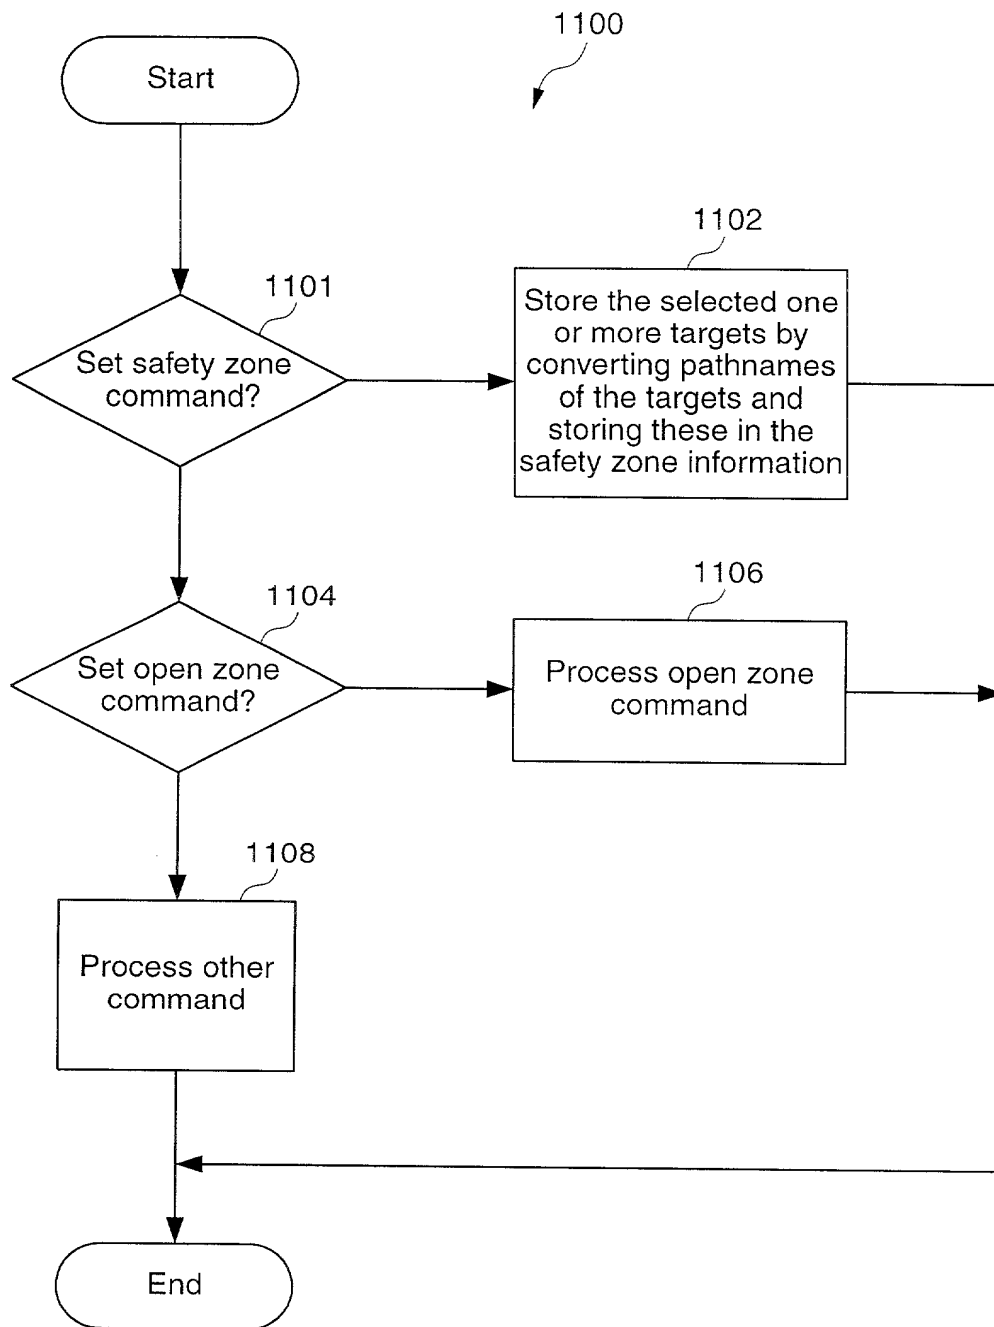 1100
Start
1102
Store the selected one
or more targets by
converting pathnames
of the targets and
storing these in the
safety zone information
1101
Set safety zone
command?
1106
Process open zone
command
1104
Set open zone
command?
1108
Process other
command
End